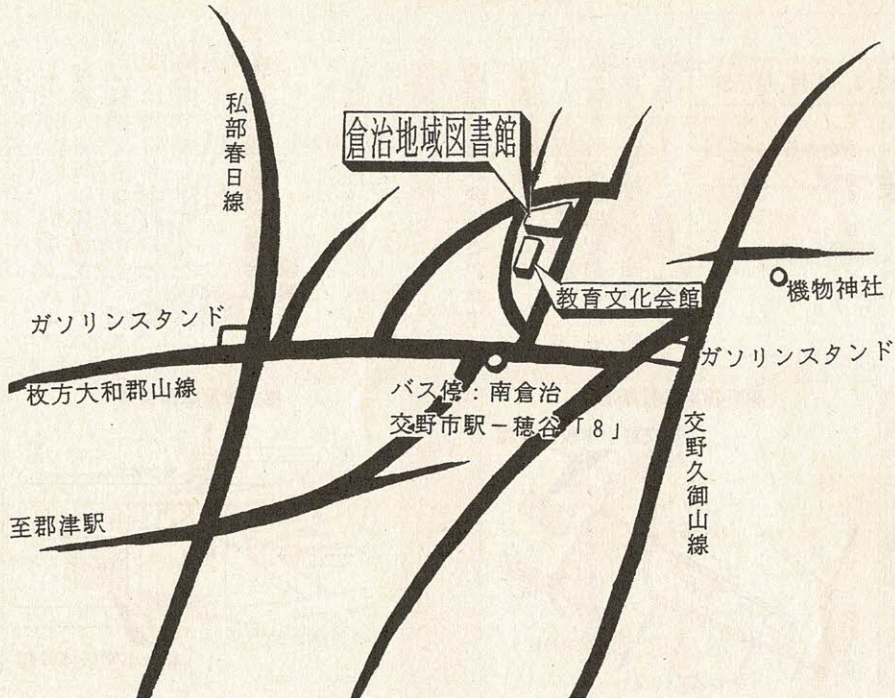 私部春日線
倉治地域図書館
機物神社
教育文化会館
ガソリンスタンド
ガソリンスタンド
枚方大和郡山線
バス停：南倉治
交野市駅－穂谷「8」
交野久御山線
至郡津駅